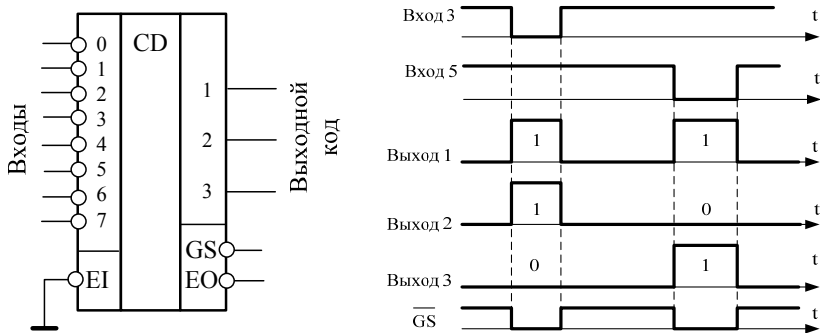 Входы
0
1
2
3
4
5
6
7
EI
CD
1
2
3
GS
EO
Выходной
код
Вход 3
t
Вход 5
t
Выход 1
1
1
t
Выход 2
1
0
t
Выход 3
0
1
t
GS
t